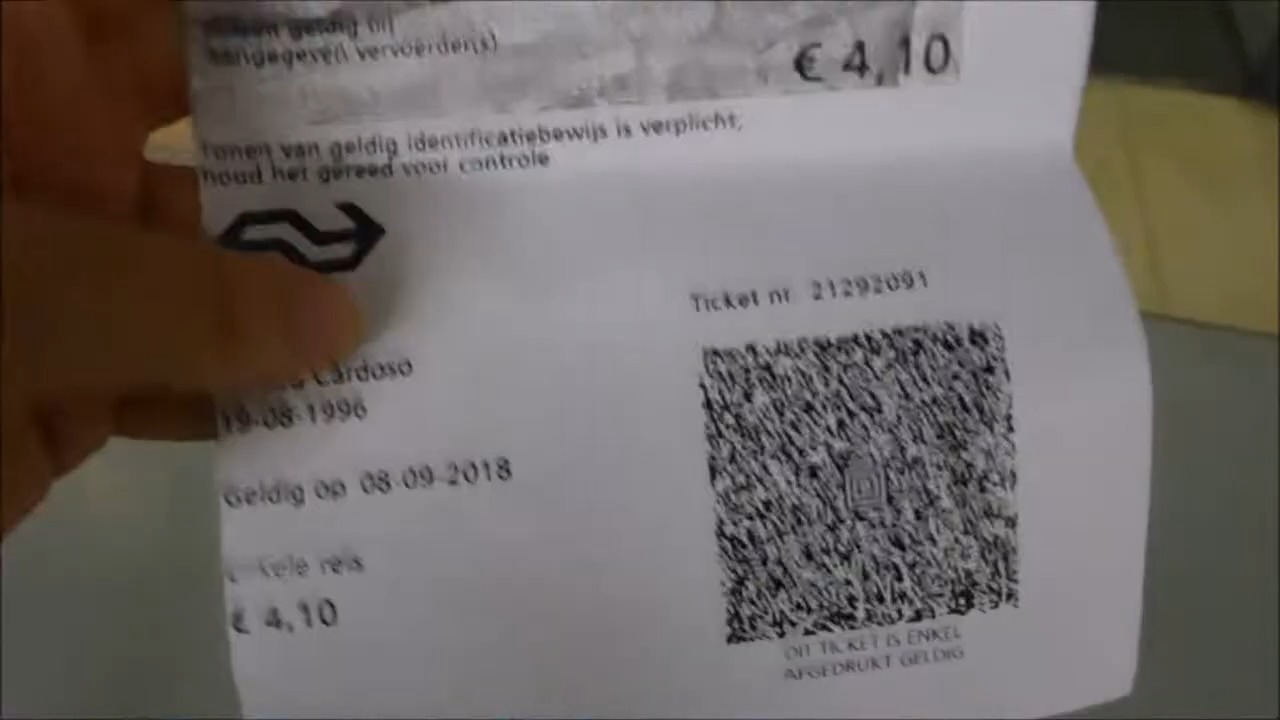 geldig bij
aangegeven vervoerder(s)
€ 4,10
Tonen van geldig identificatiebewijs is verplicht,
houd het gereed voor controle
Ticket nr. 21292091
Cardoso
19-08-1996
Geldig op 08-09-2018
reis
€ 4,10
DIT TICKET IS ENKEL
AFGEDRUKT GELDIG